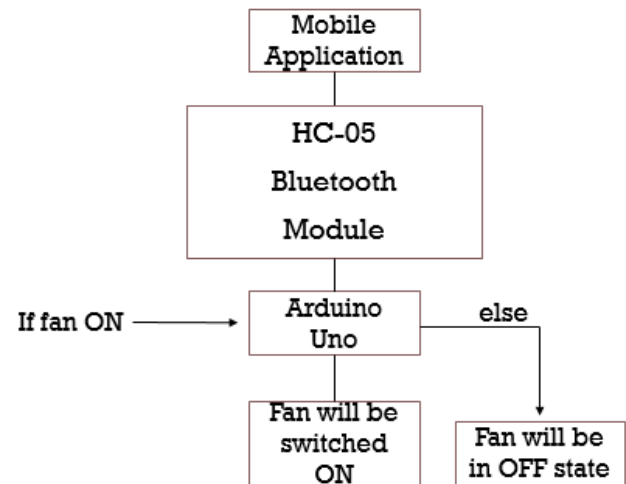 Mobile
Application
HC-05
Bluetooth
Module
If fan ON
Arduino
Uno
else
Fan will be
switched
ON
Fan will be
in OFF state